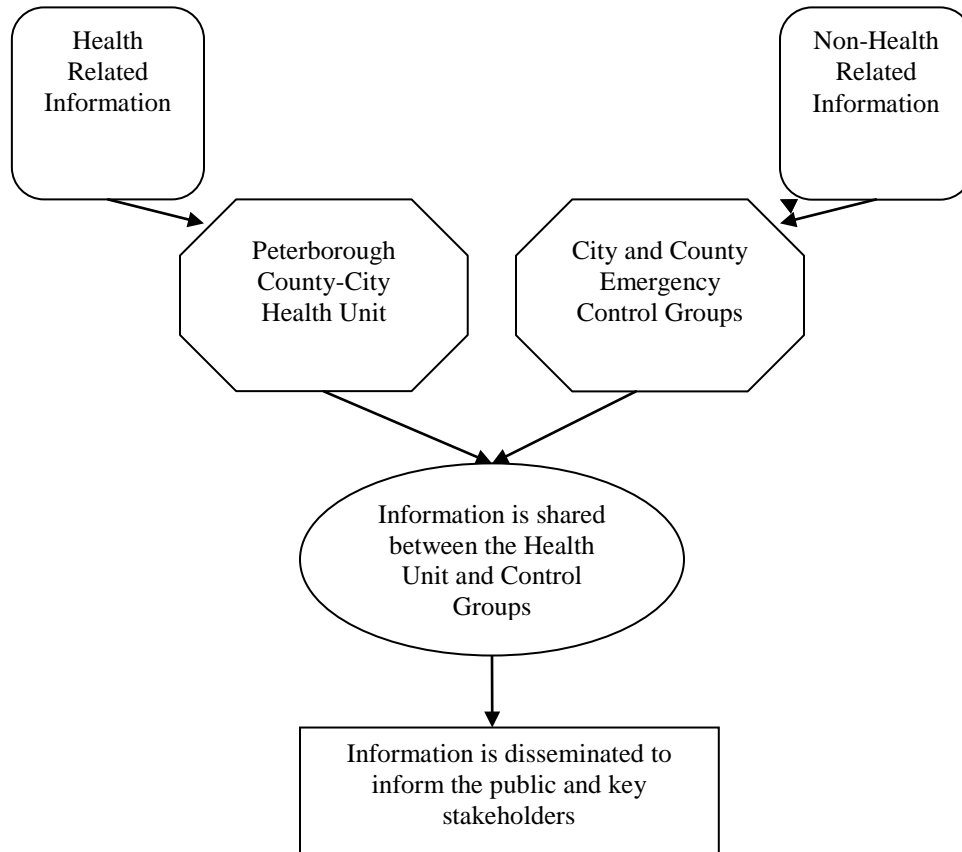 Health
Related
Information
Non-Health
Related
Information
Peterborough
County-City
Health Unit
City and County
Emergency
Control Groups
Information is shared
between the Health
Unit and Control
Groups
Information is disseminated to
inform the public and key
stakeholders